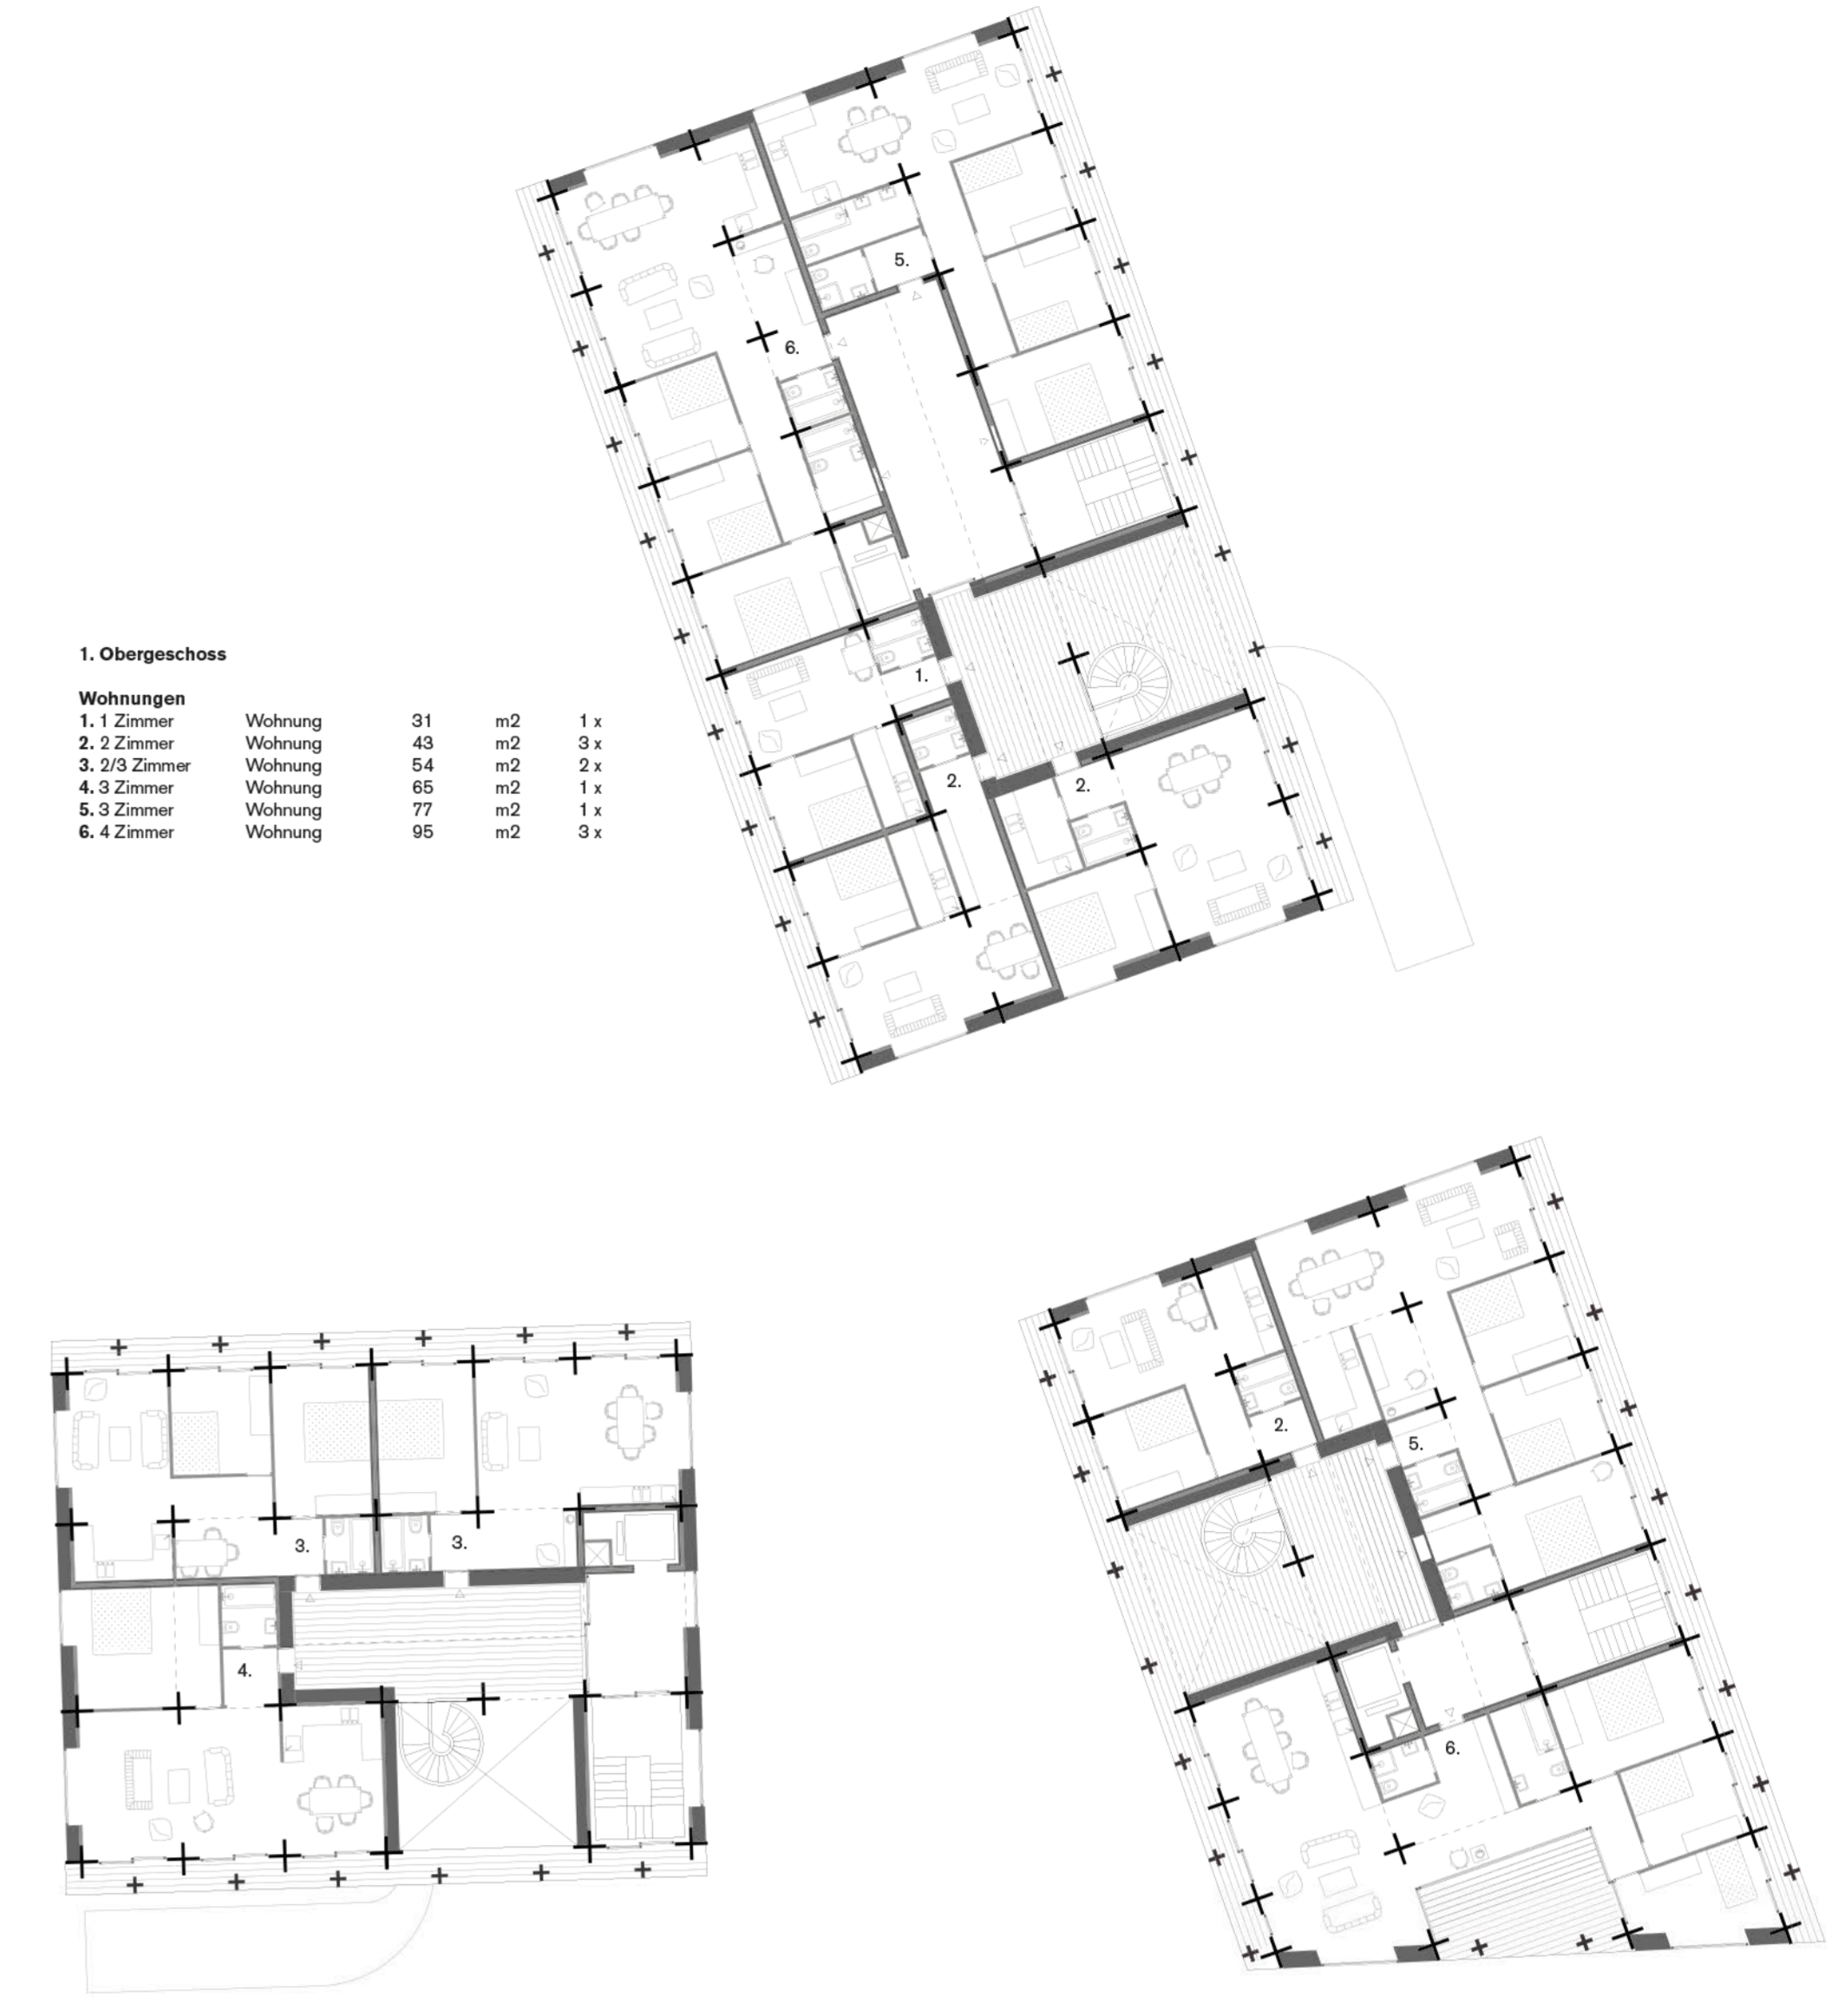 1. Obergeschoss
Wohnungen
1. 1 Zimmer Wohnung 31 m2 1 x
2. 2 Zimmer Wohnung 43 m2 3 x
3. 2/3 Zimmer Wohnung 54 m2 2 x
4. 3 Zimmer Wohnung 65 m2 1 x
5. 3 Zimmer Wohnung 77 m2 1 x
6. 4 Zimmer Wohnung 95 m2 3 x
5.
6.
1.
2.
2.
3.
3.
4.
2.
5.
6.